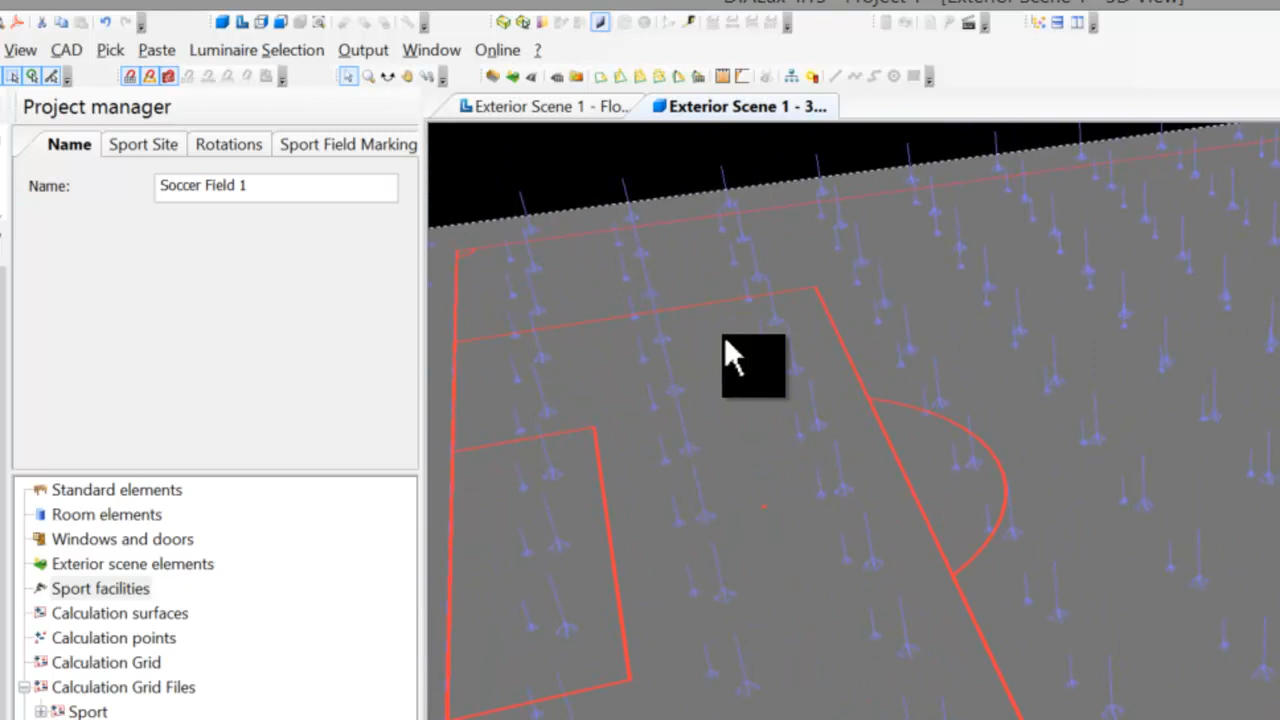 View CAD Pick Paste Luminaire Selection Output Window Online ?
Project manager
Exterior Scene 1 - Flo...
Exterior Scene 1 - 3...
Name Sport Site Rotations Sport Field Marking
Name: Soccer Field 1
Standard elements
Room elements
Windows and doors
Exterior scene elements
Sport facilities
Calculation surfaces
Calculation points
Calculation Grid
Calculation Grid Files
Sport